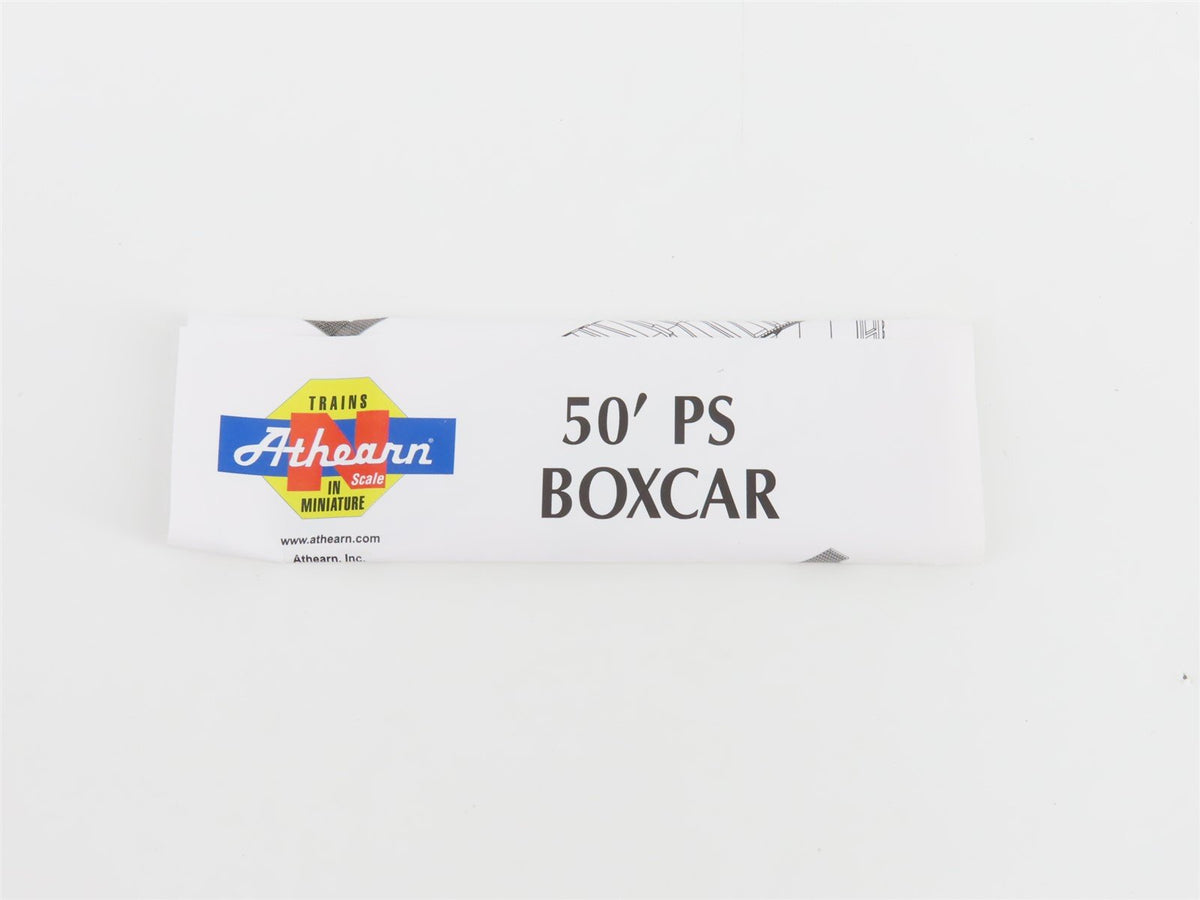 TRAINS
N
Athearn®
Scale
IN
MINIATURE
www.athearn.com
Athearn, Inc.
50' PS
BOXCAR